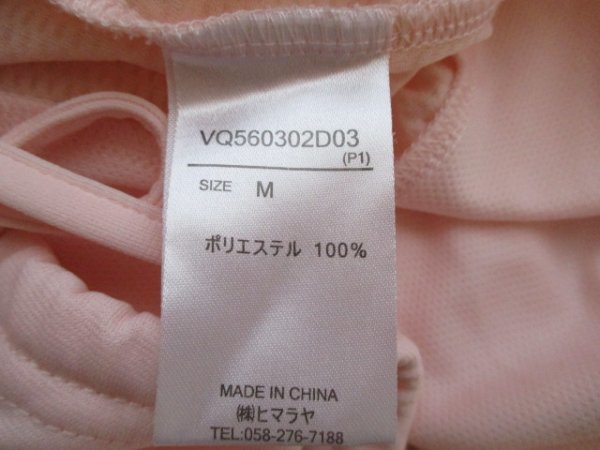 VQ560302D03
(P1)
SIZE M
ポリエステル 100%
MADE IN CHINA
㈱ヒマラヤ
TEL:058-276-7188